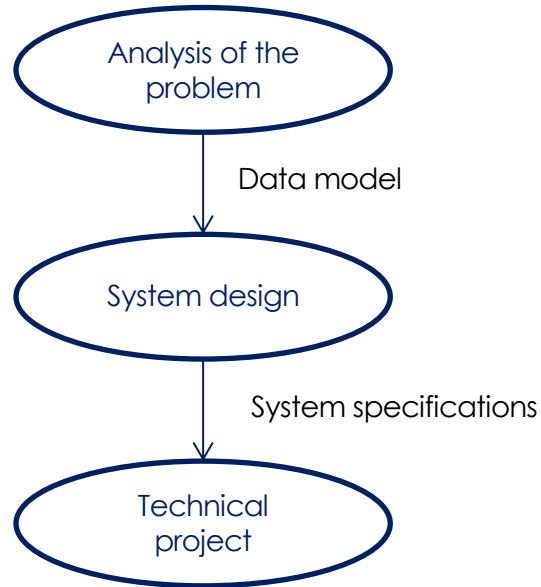 Analysis of the
problem
Data model
System design
System specifications
Technical
project